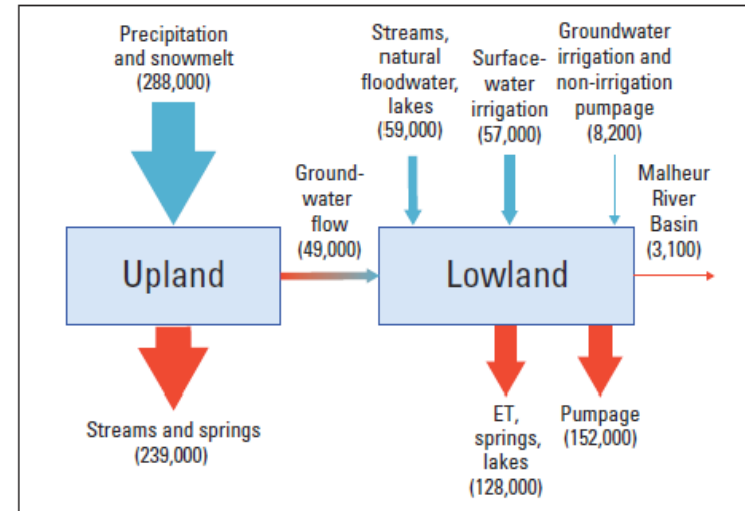 Precipitation
and snowmelt
(288,000)
Streams,
natural
floodwater,
lakes
(59,000)
Surface-
water
irrigation
(57,000)
Groundwater
irrigation and
non-irrigation
pumpage
(8,200)
Ground-
water
flow
(49,000)
Malheur
River
Basin
(3,100)
Upland
Lowland
Streams and springs
(239,000)
ET,
springs,
lakes
(128,000)
Pumpage
(152,000)